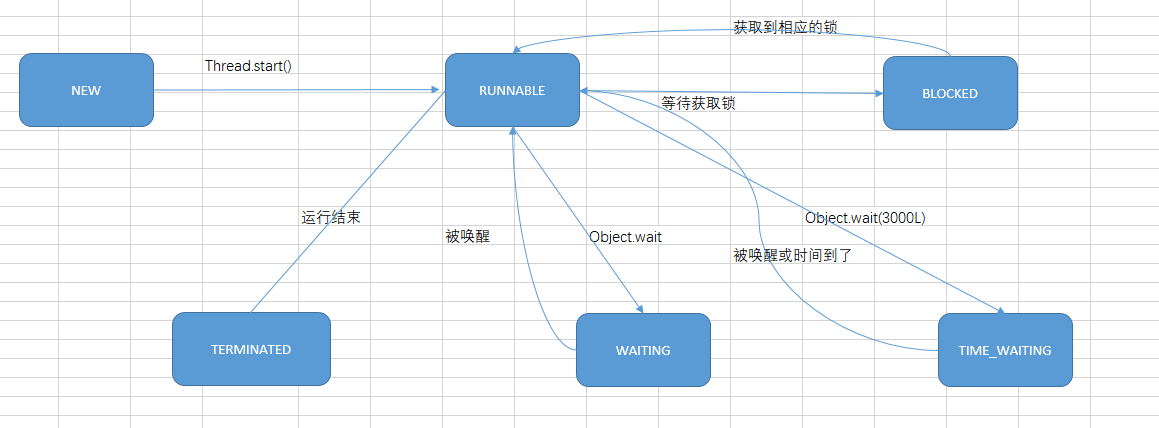 获取到相应的锁
Thread.start()
NEW
RUNNABLE
BLOCKED
等待获取锁
运行结束
Object.wait(3000L)
被唤醒
Object.wait
被唤醒或时间到了
TERMINATED
WAITING
TIME_WAITING